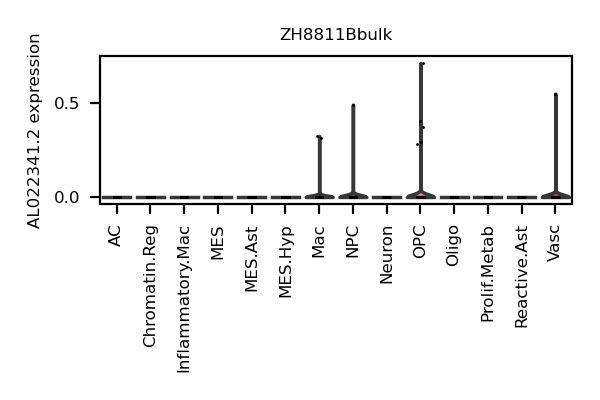 ZH8811Bbulk
AL022341.2 expression
0.5
0.0
AC
Chromatin.Reg
Inflammatory.Mac
MES
MES.Ast
MES.Hyp
Mac
NPC
Neuron
OPC
Oligo
Prolif.Metab
Reactive.Ast
Vasc